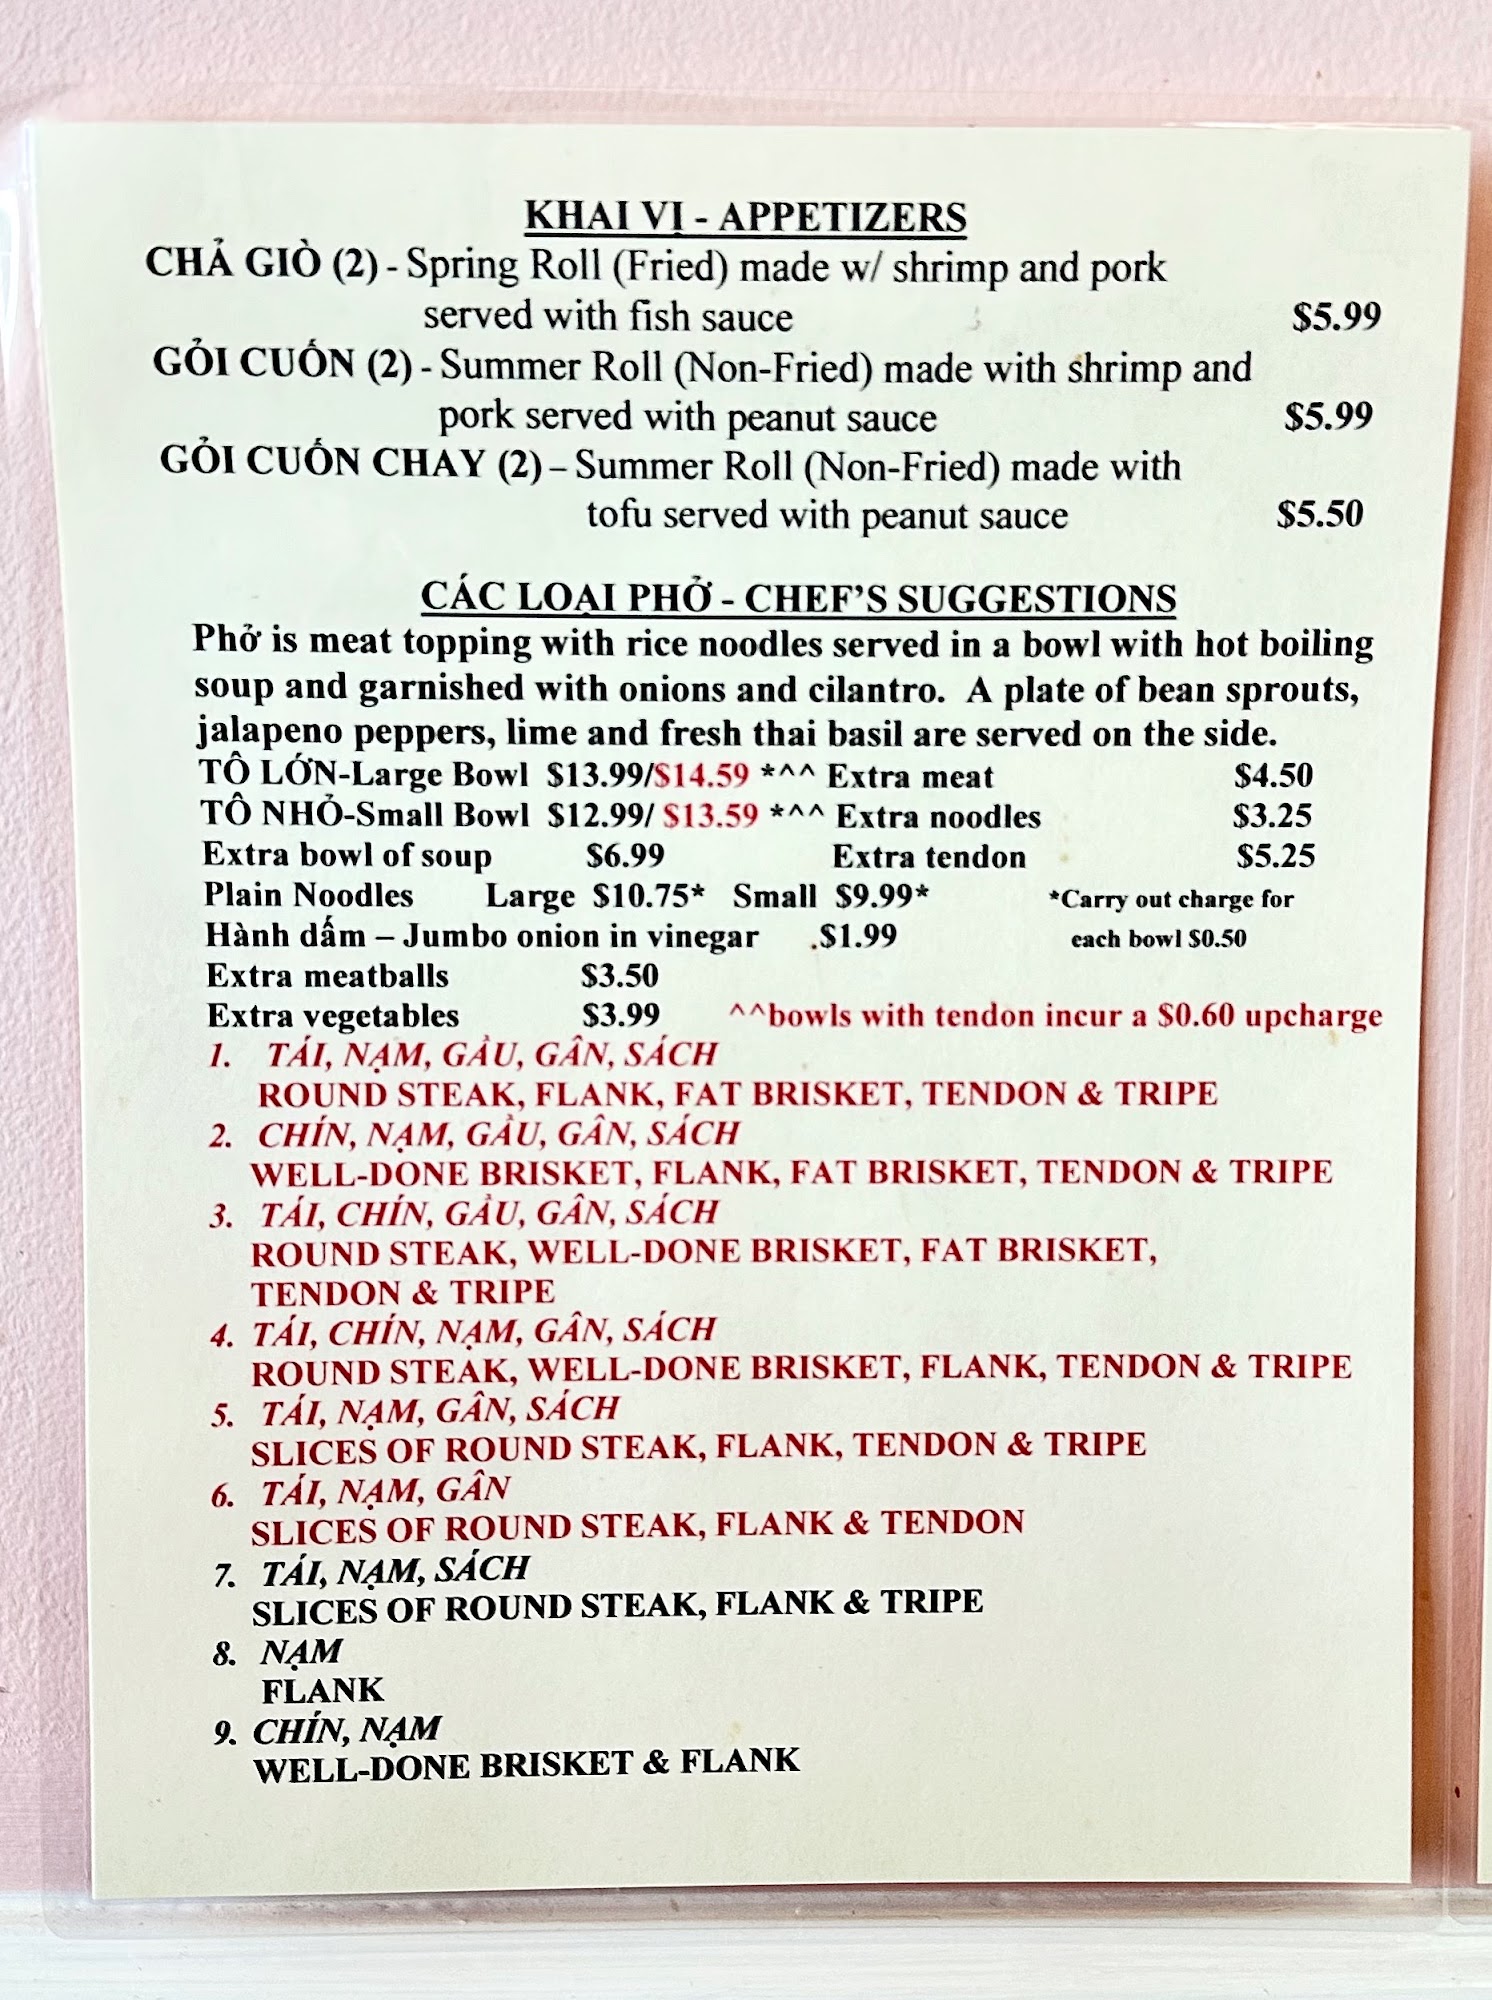 KHAI VỊ - APPETIZERS
CHẢ GIÒ (2) - Spring Roll (Fried) made w/ shrimp and pork
served with fish sauce $5.99
GỎI CUỐN (2) - Summer Roll (Non-Fried) made with shrimp and
pork served with peanut sauce $5.99
GỎI CUỐN CHAY (2) – Summer Roll (Non-Fried) made with
tofu served with peanut sauce $5.50
CÁC LOẠI PHỞ - CHEF'S SUGGESTIONS
Phở is meat topping with rice noodles served in a bowl with hot boiling
soup and garnished with onions and cilantro. A plate of bean sprouts,
jalapeno peppers, lime and fresh thai basil are served on the side.
TÔ LỚN-Large Bowl $13.99/$14.59 *^^ Extra meat $4.50
TÔ NHỎ-Small Bowl $12.99/ $13.59 *^^ Extra noodles $3.25
Extra bowl of soup $6.99 Extra tendon $5.25
Plain Noodles Large $10.75* Small $9.99* *Carry out charge for
Hành dấm – Jumbo onion in vinegar .$1.99 each bowl $0.50
Extra meatballs $3.50
Extra vegetables $3.99 ^^bowls with tendon incur a $0.60 upcharge
1. TÁI, NẠM, GẦU, GÂN, SÁCH
ROUND STEAK, FLANK, FAT BRISKET, TENDON & TRIPE
2. CHÍN, NẠM, GẦU, GÂN, SÁCH
WELL-DONE BRISKET, FLANK, FAT BRISKET, TENDON & TRIPE
3. TÁI, CHÍN, GẦU, GÂN, SÁCH
ROUND STEAK, WELL-DONE BRISKET, FAT BRISKET,
TENDON & TRIPE
4. TÁI, CHÍN, NẠM, GÂN, SÁCH
ROUND STEAK, WELL-DONE BRISKET, FLANK, TENDON & TRIPE
5. TÁI, NẠM, GÂN, SÁCH
SLICES OF ROUND STEAK, FLANK, TENDON & TRIPE
6. TÁI, NẠM, GÂN
SLICES OF ROUND STEAK, FLANK & TENDON
7. TÁI, NẠM, SÁCH
SLICES OF ROUND STEAK, FLANK & TRIPE
8. NẠM
FLANK
9. CHÍN, NẠM
WELL-DONE BRISKET & FLANK